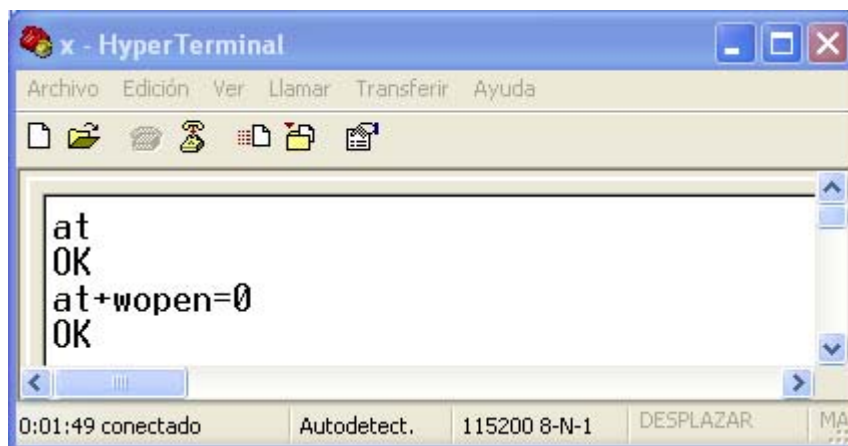 x - HyperTerminal
Archivo Edición Ver Llamar Transferir Ayuda
at
OK
at+wopen=0
OK
0:01:49 conectado Autodetect. 115200 8-N-1 DESPLAZAR MA